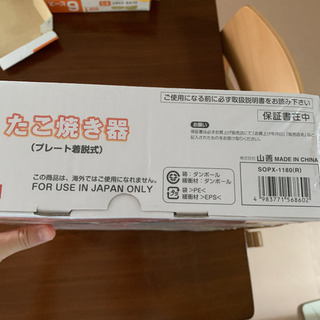 ご使用になる前に必ず取扱説明書をお読み下さい
保証書在中
たこ焼き器
(プレート着脱式)
お願い
この商品は、海外ではご使用になれません。
FOR USE IN JAPAN ONLY
箱:ダンボール
緩衝材:ダンボール
袋>PE<
緩衝材>EPS<
株式会社 山善 MADE IN CHINA
SOPX-1180(R)
4 983771 568602